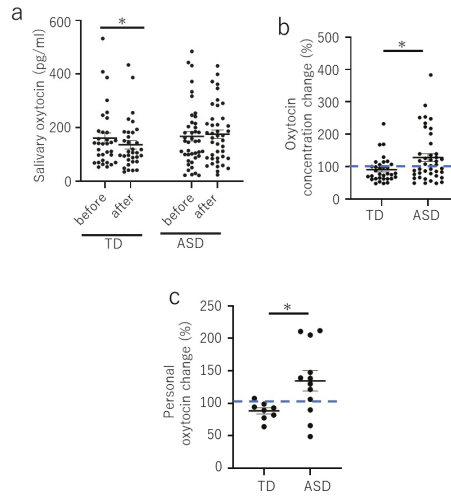 a
Salivary oxytocin (pg/ml)
600
400
200
0
*
before
after
before
after
TD
ASD
b
Oxytocin
concentration change (%)
500
400
300
200
100
0
*
TD
ASD
c
Personal
oxytocin change (%)
250
200
150
100
50
0
*
TD
ASD